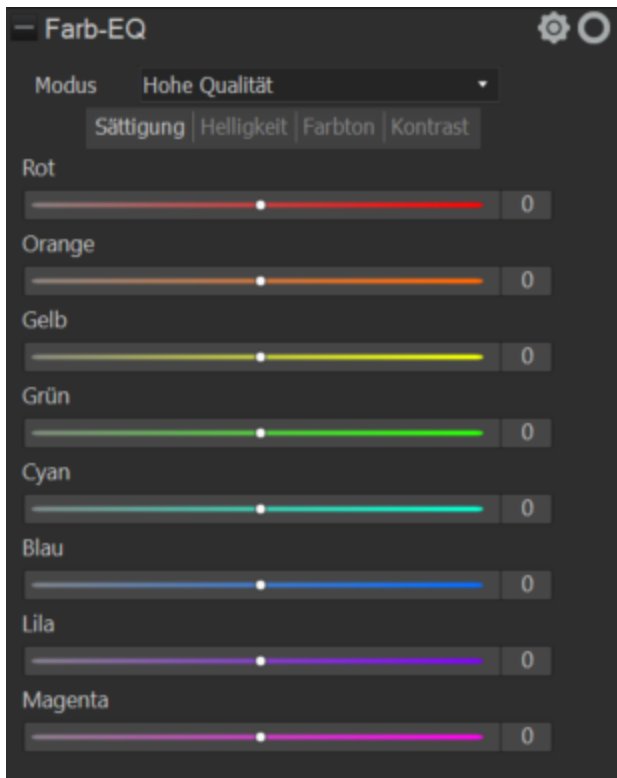 Farb-EQ
Modus Hohe Qualität
Sättigung Helligkeit Farbton Kontrast
Rot
0
Orange
0
Gelb
0
Grün
0
Cyan
0
Blau
0
Lila
0
Magenta
0